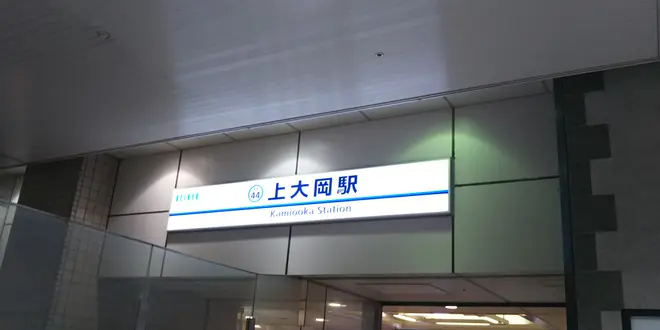 KEIKYU
44
上大岡駅
Kamiooka Station